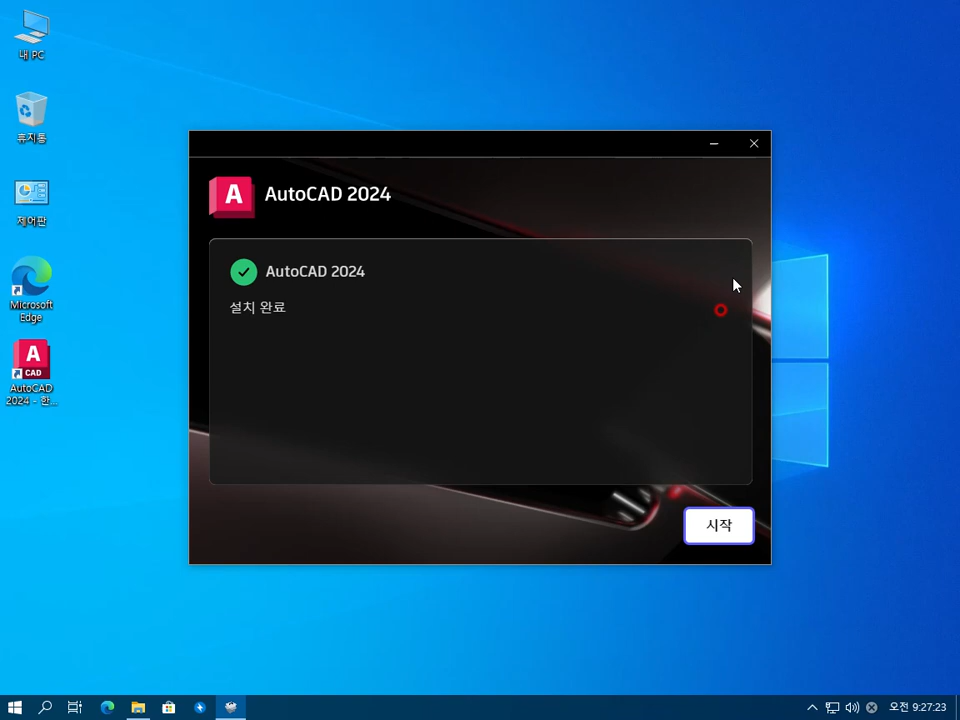 내 PC
휴지통
제어판
Microsoft
Edge
A
CAD
AutoCAD
2024 - 한...
A
AutoCAD 2024
AutoCAD 2024
설치 완료
시작
오전 9:27:23